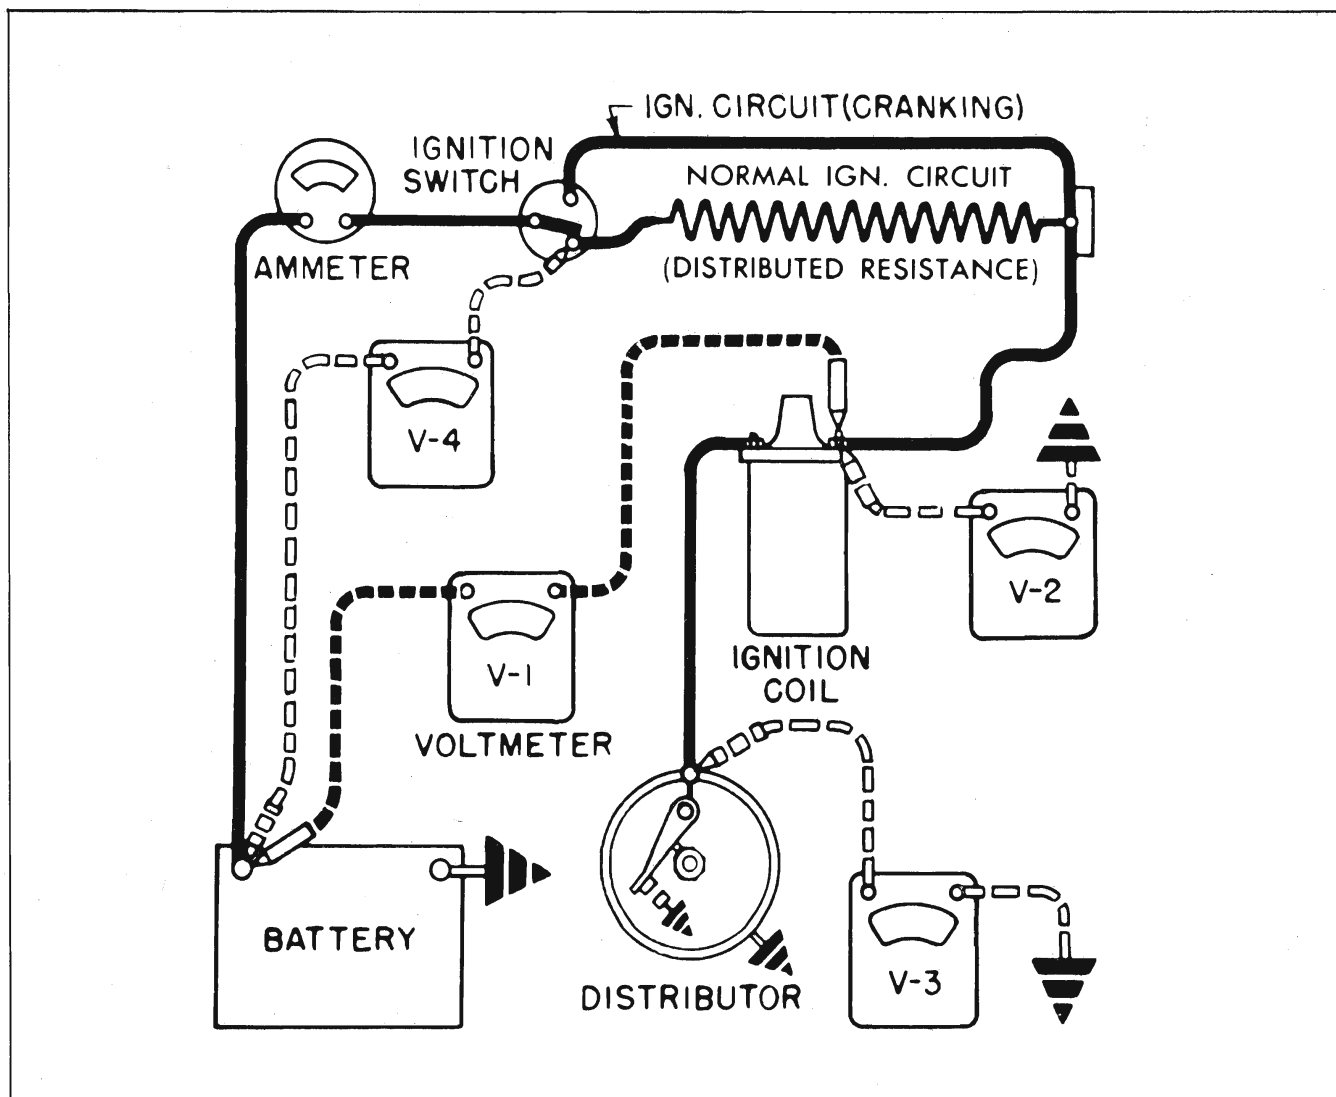 IGN. CIRCUIT(CRANKING)
IGNITION
SWITCH
NORMAL IGN. CIRCUIT
AMMETER
(DISTRIBUTED RESISTANCE)
V-4
V-2
V-1
IGNITION
COIL
VOLTMETER
BATTERY
V-3
DISTRIBUTOR